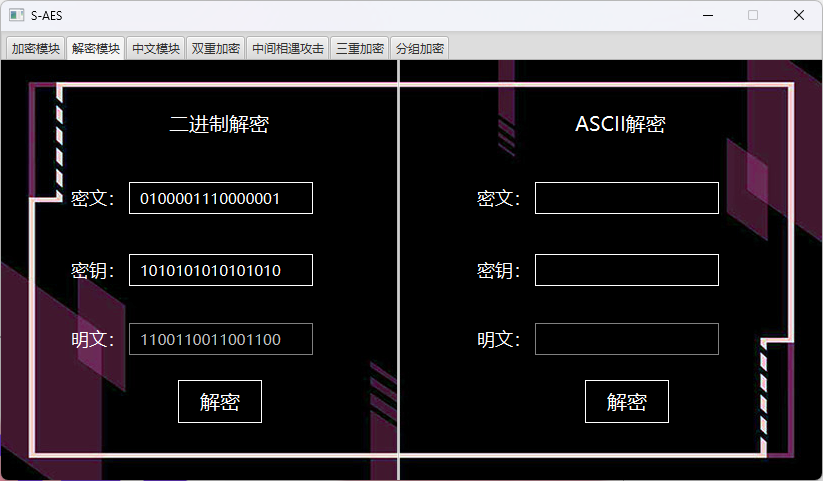 S-AES
加密模块 解密模块 中文模块 双重加密 中间相遇攻击 三重加密 分组加密
二进制解密
密文： 0100001110000001
密钥： 1010101010101010
明文： 1100110011001100
解密
ASCII解密
密文：
密钥：
明文：
解密